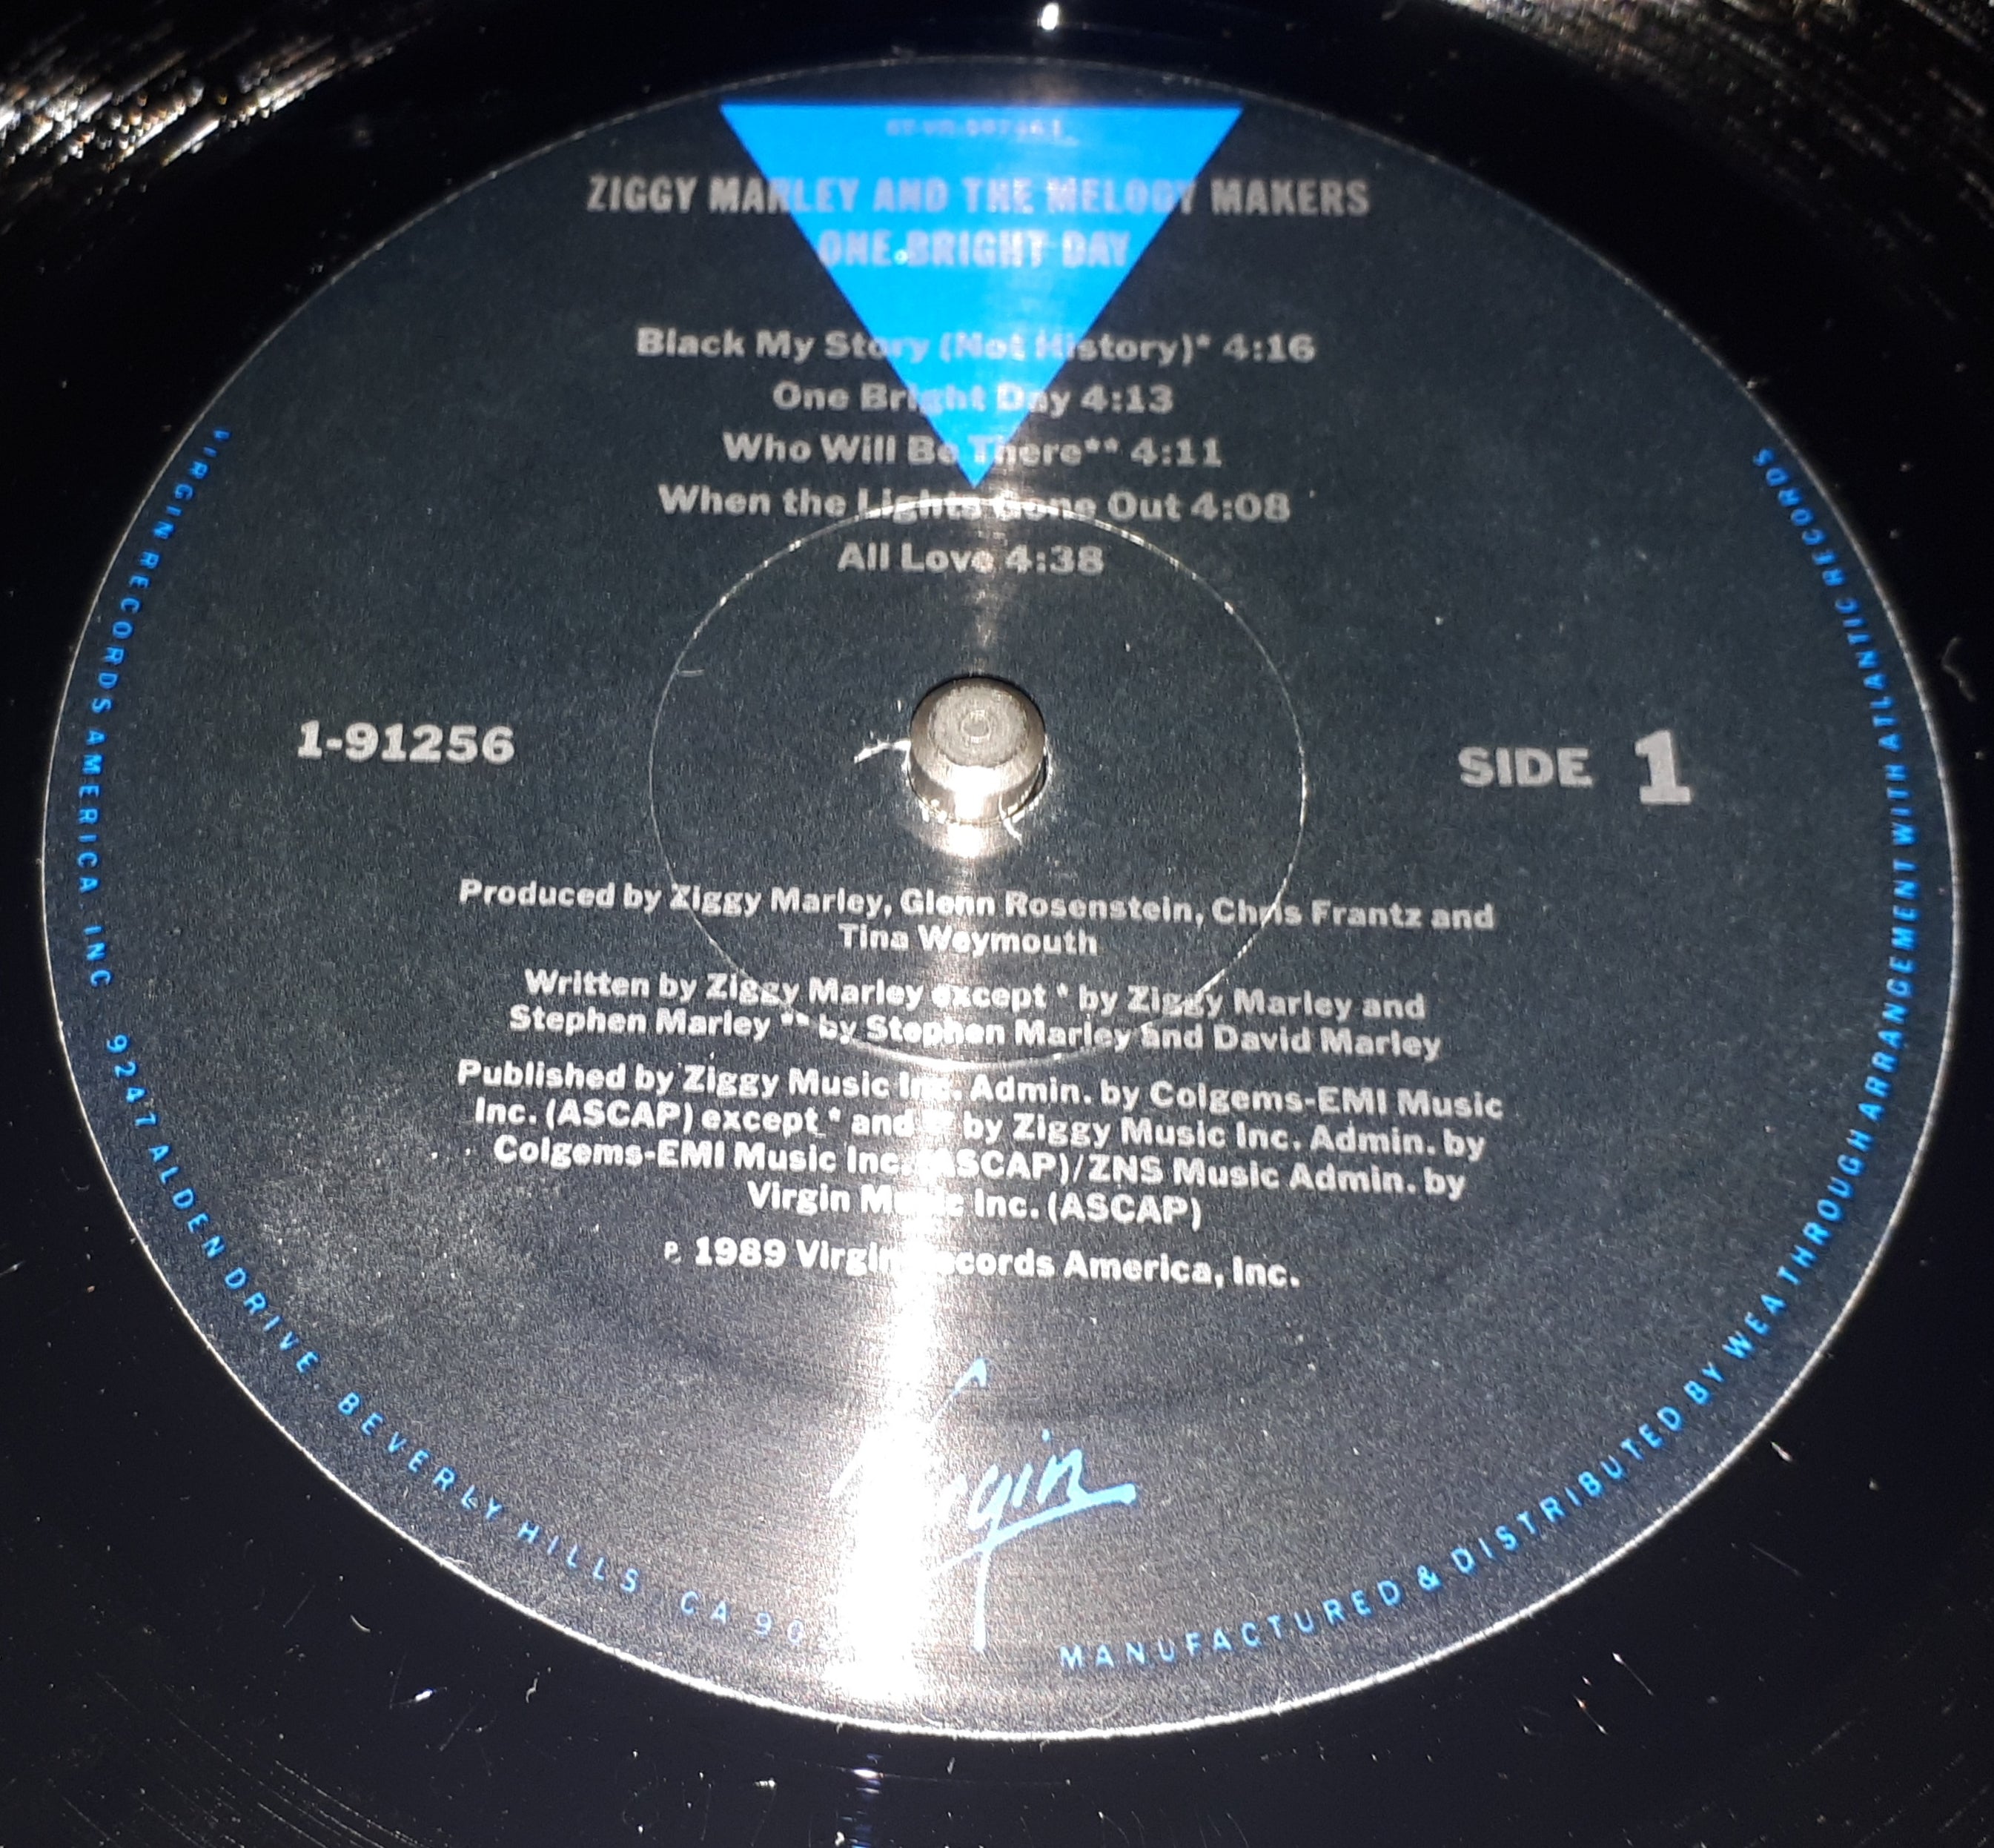 ZIGGY MARLEY AND THE MELODY MAKERS
ONE BRIGHT DAY
Black My Story (Not History)* 4:16
One Bright Day 4:13
Who Will Be There** 4:11
When the Lights Gone Out 4:08
All Love 4:38
1-91256
SIDE 1
Produced by Ziggy Marley, Glenn Rosenstein, Chris Frantz and
Tina Weymouth
Written by Ziggy Marley except * by Ziggy Marley and
Stephen Marley ** by Stephen Marley and David Marley
Published by Ziggy Music Inc. Admin. by Colgems-EMI Music
Inc. (ASCAP) except * and ** by Ziggy Music Inc. Admin. by
Colgems-EMI Music Inc. (ASCAP)/ZNS Music Admin. by
Virgin Music Inc. (ASCAP)
℗ 1989 Virgin Records America, Inc.
Virgin
VIRGIN RECORDS AMERICA, INC. 9247 ALDEN DRIVE, BEVERLY HILLS, CA
MANUFACTURED & DISTRIBUTED BY WEA THROUGH ARRANGEMENT WITH ATLANTIC RECORDS